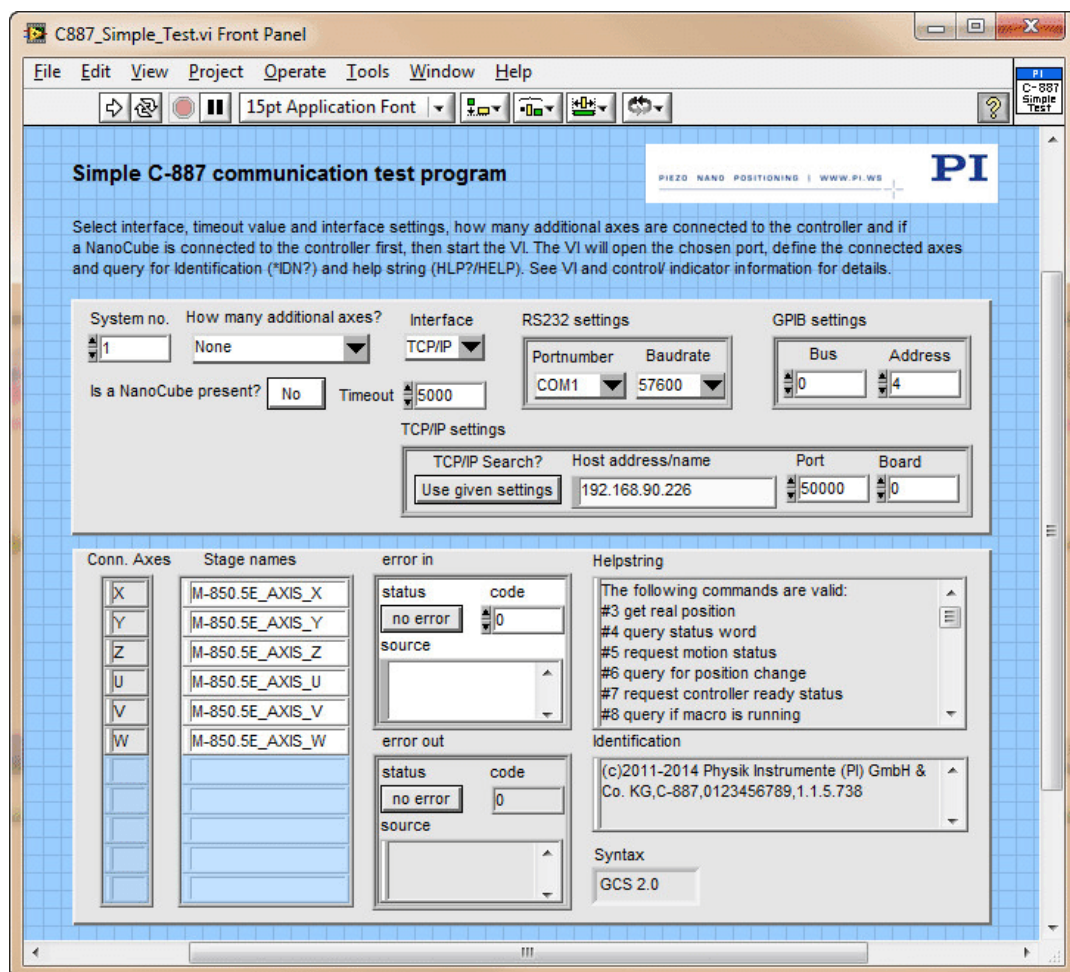 C887_Simple_Test.vi Front Panel
File Edit View Project Operate Tools Window Help
15pt Application Font
PI
C-887
Simple
Test
Simple C-887 communication test program
PIEZO NANO POSITIONING | WWW.PI.WS
PI
Select interface, timeout value and interface settings, how many additional axes are connected to the controller and if
a NanoCube is connected to the controller first, then start the VI. The VI will open the chosen port, define the connected axes
and query for Identification (*IDN?) and help string (HLP?/HELP). See VI and control/ indicator information for details.
System no. How many additional axes? Interface RS232 settings GPIB settings
1 None TCP/IP
Portnumber Baudrate Bus Address
COM1 57600 0 4
Is a NanoCube present? No Timeout 5000
TCP/IP settings
TCP/IP Search? Host address/name Port Board
Use given settings 192.168.90.226 50000 0
Conn. Axes Stage names error in Helpstring
X M-850.5E_AXIS_X
Y M-850.5E_AXIS_Y
Z M-850.5E_AXIS_Z
U M-850.5E_AXIS_U
V M-850.5E_AXIS_V
W M-850.5E_AXIS_W
status code
no error 0
source
The following commands are valid:
#3 get real position
#4 query status word
#5 request motion status
#6 query for position change
#7 request controller ready status
#8 query if macro is running
error out
status code
no error 0
source
Identification
(c)2011-2014 Physik Instrumente (PI) GmbH &
Co. KG,C-887,0123456789,1.1.5.738
Syntax
GCS 2.0